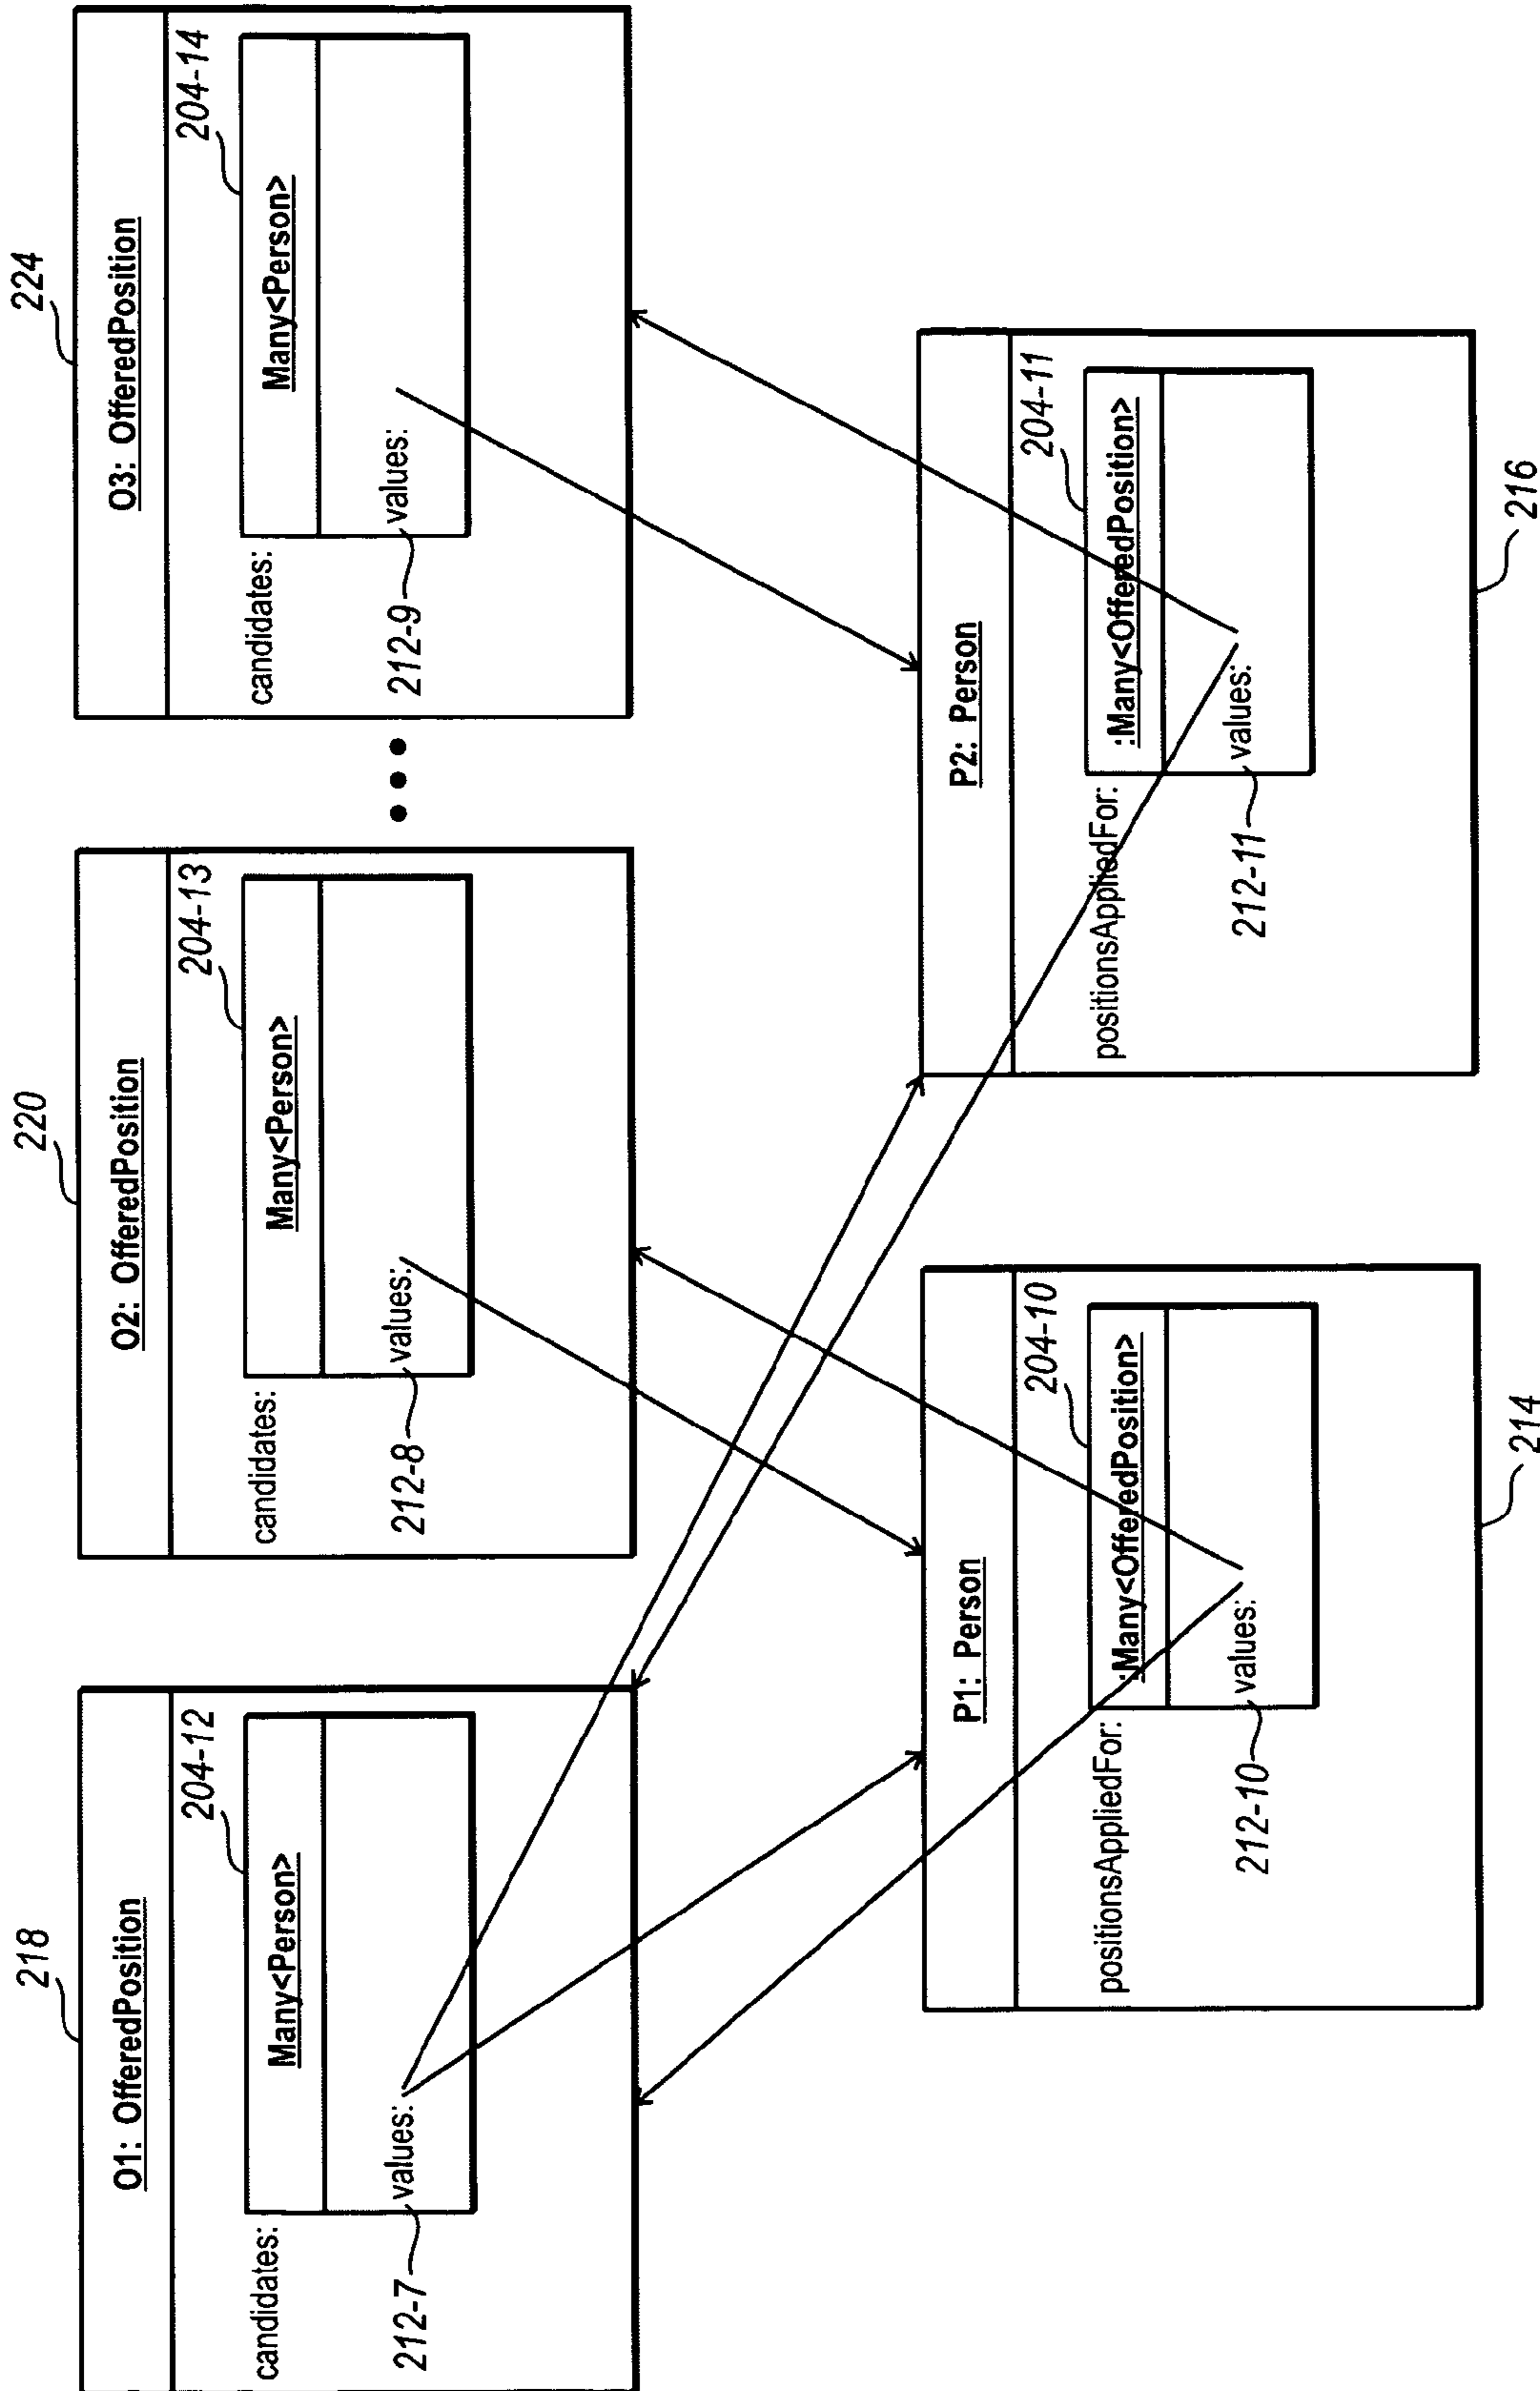 218
O1: OfferedPosition
204-12
candidates:
Many<Person>
212-7
values:
220
O2: OfferedPosition
204-13
candidates:
Many<Person>
212-8
values:
224
O3: OfferedPosition
204-14
candidates:
Many<Person>
212-9
values:
P1: Person
204-10
positionsAppliedFor:
:Many<OfferedPosition>
212-10
values:
214
P2: Person
204-11
positionsAppliedFor:
:Many<OfferedPosition>
212-11
values:
216